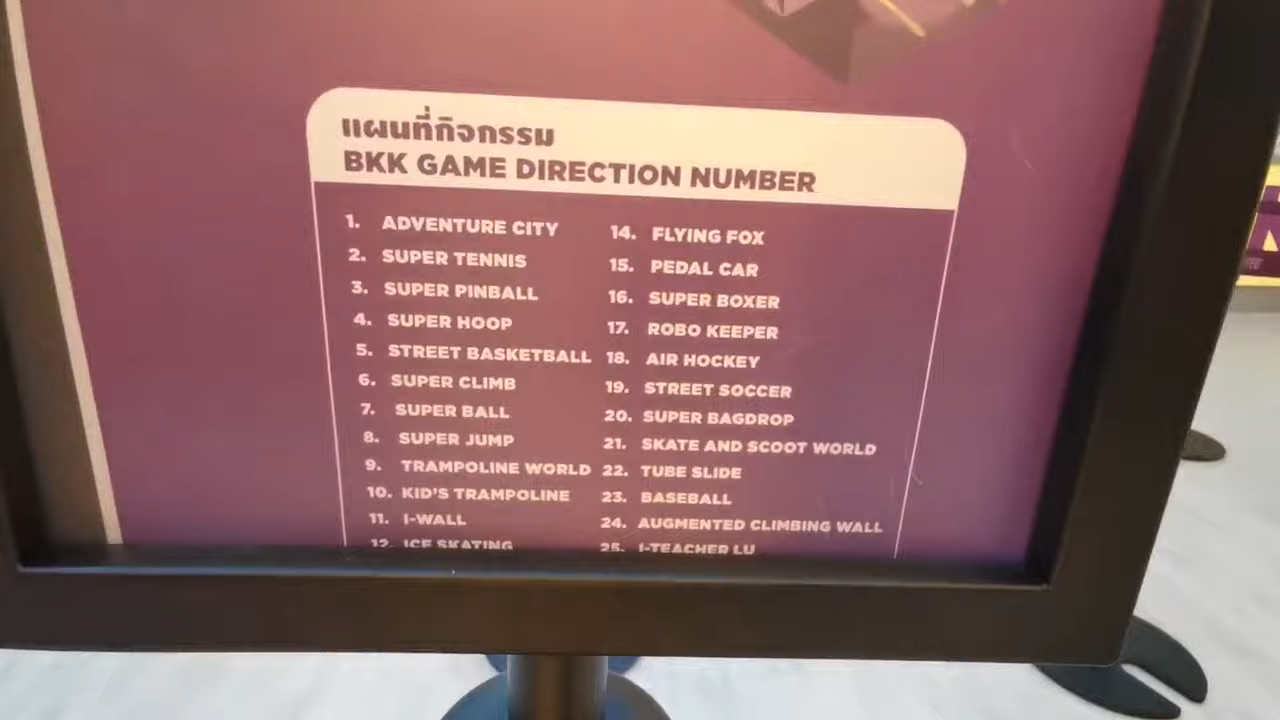 แผนที่กิจกรรม
BKK GAME DIRECTION NUMBER
1. ADVENTURE CITY
2. SUPER TENNIS
3. SUPER PINBALL
4. SUPER HOOP
5. STREET BASKETBALL
6. SUPER CLIMB
7. SUPER BALL
8. SUPER JUMP
9. TRAMPOLINE WORLD
10. KID'S TRAMPOLINE
11. I-WALL
12. ICE SKATING
14. FLYING FOX
15. PEDAL CAR
16. SUPER BOXER
17. ROBO KEEPER
18. AIR HOCKEY
19. STREET SOCCER
20. SUPER BAGDROP
21. SKATE AND SCOOT WORLD
22. TUBE SLIDE
23. BASEBALL
24. AUGMENTED CLIMBING WALL
25. I-TEACHER LU